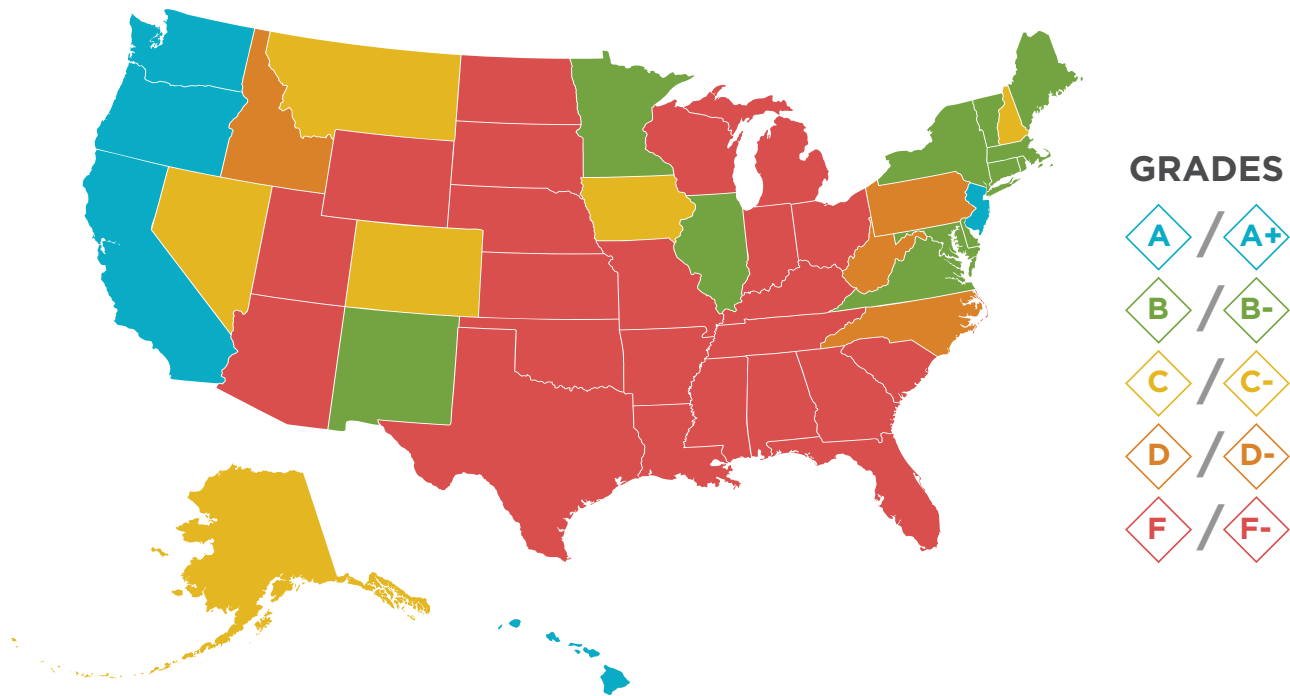 GRADES
A / A+
B / B-
C / C-
D / D-
F / F-